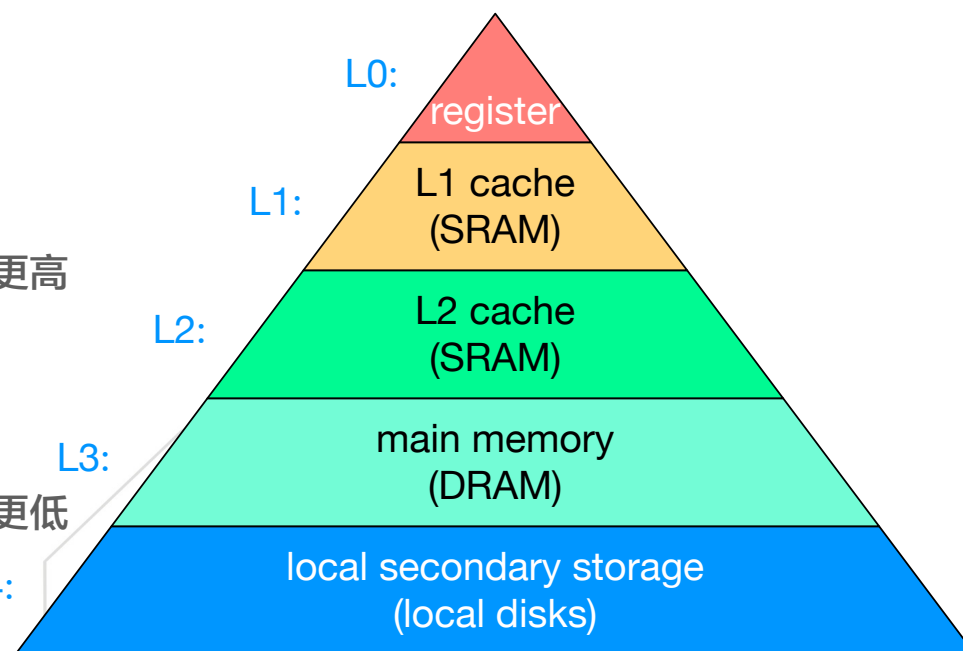 L0:
register
L1:
L1 cache
(SRAM)
更高
L2:
L2 cache
(SRAM)
L3:
main memory
(DRAM)
更低
:
local secondary storage
(local disks)